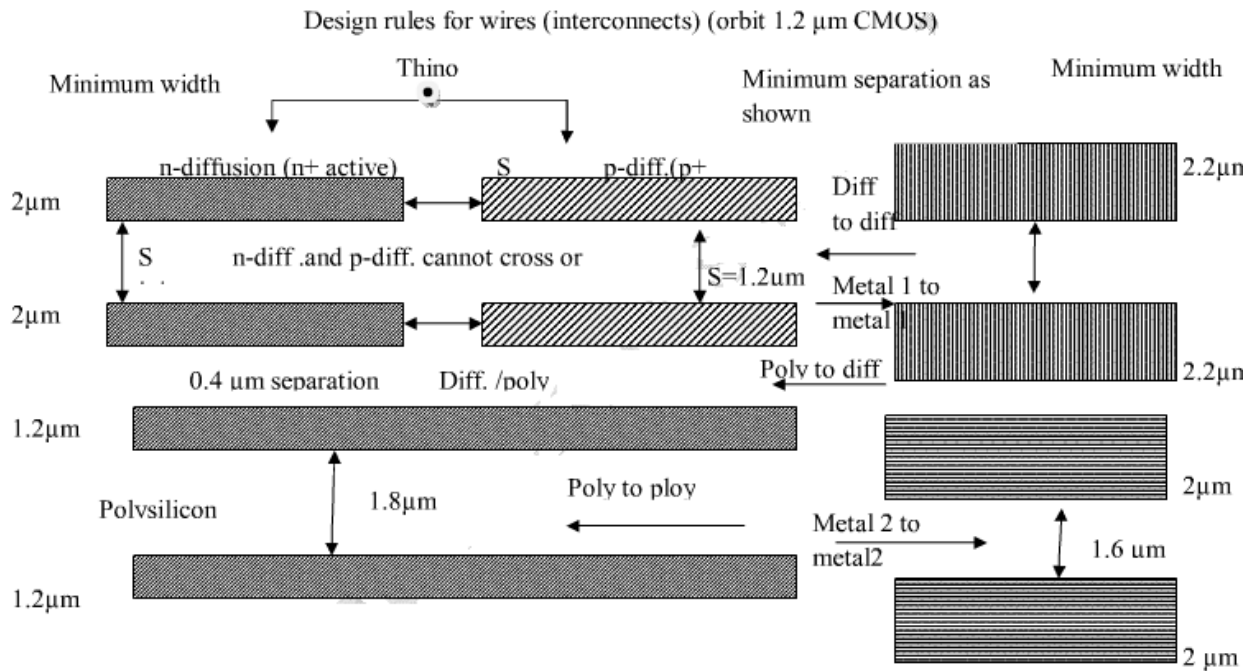 Design rules for wires (interconnects) (orbit 1.2 µm CMOS)
Minimum width
Thino
Minimum separation as
shown
Minimum width
n-diffusion (n+ active)
S
p-diff.(p+
2.2µm
2µm
Diff
to diff
S
n-diff .and p-diff. cannot cross or
S=1.2um
2µm
Metal 1 to
metal 1
0.4 µm separation
Diff. /poly
Poly to diff
2.2µm
1.2µm
Polysilicon
1.8µm
Poly to ploy
2µm
Metal 2 to
metal2
1.6 um
1.2µm
2 µm